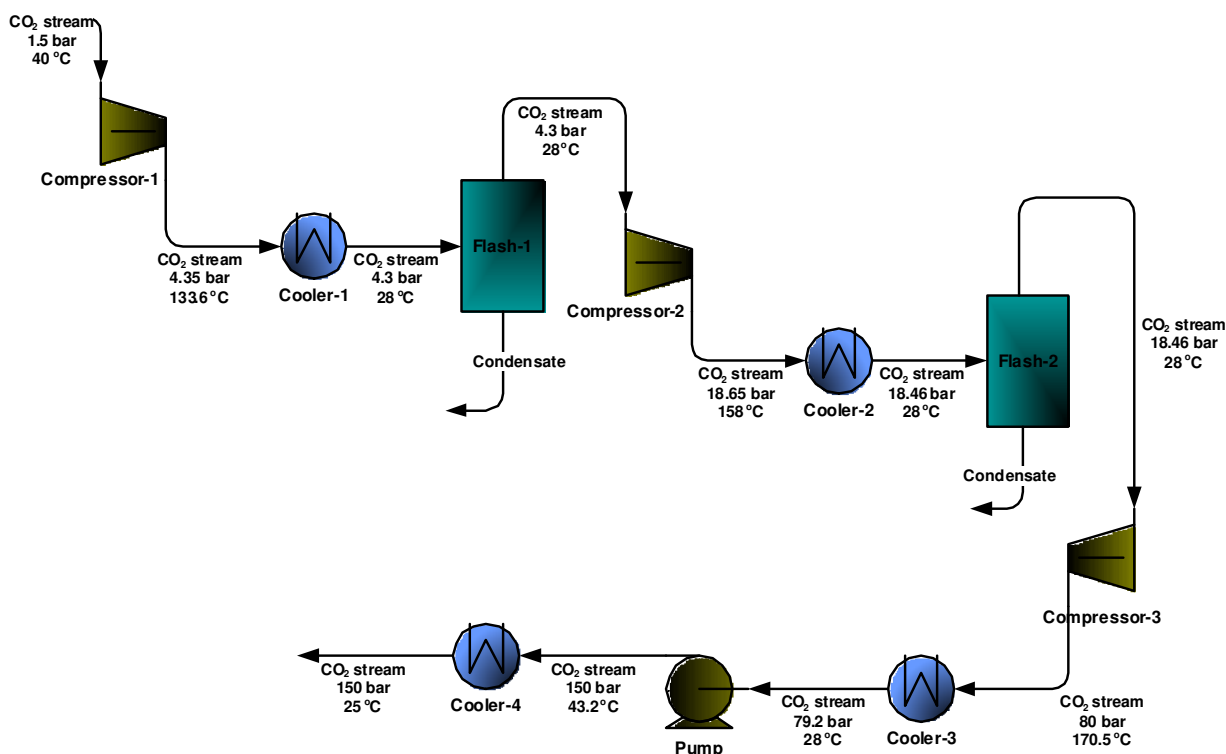 CO₂ stream
1.5 bar
40 °C
Compressor-1
CO₂ stream
4.35 bar
133.6 °C
Cooler-1
CO₂ stream
4.3 bar
28 °C
Flash-1
Condensate
CO₂ stream
4.3 bar
28 °C
Compressor-2
CO₂ stream
18.65 bar
158 °C
Cooler-2
CO₂ stream
18.46 bar
28 °C
Flash-2
Condensate
CO₂ stream
18.46 bar
28 °C
Compressor-3
CO₂ stream
80 bar
170.5 °C
Cooler-3
CO₂ stream
79.2 bar
28 °C
Pump
CO₂ stream
150 bar
43.2 °C
Cooler-4
CO₂ stream
150 bar
25 °C